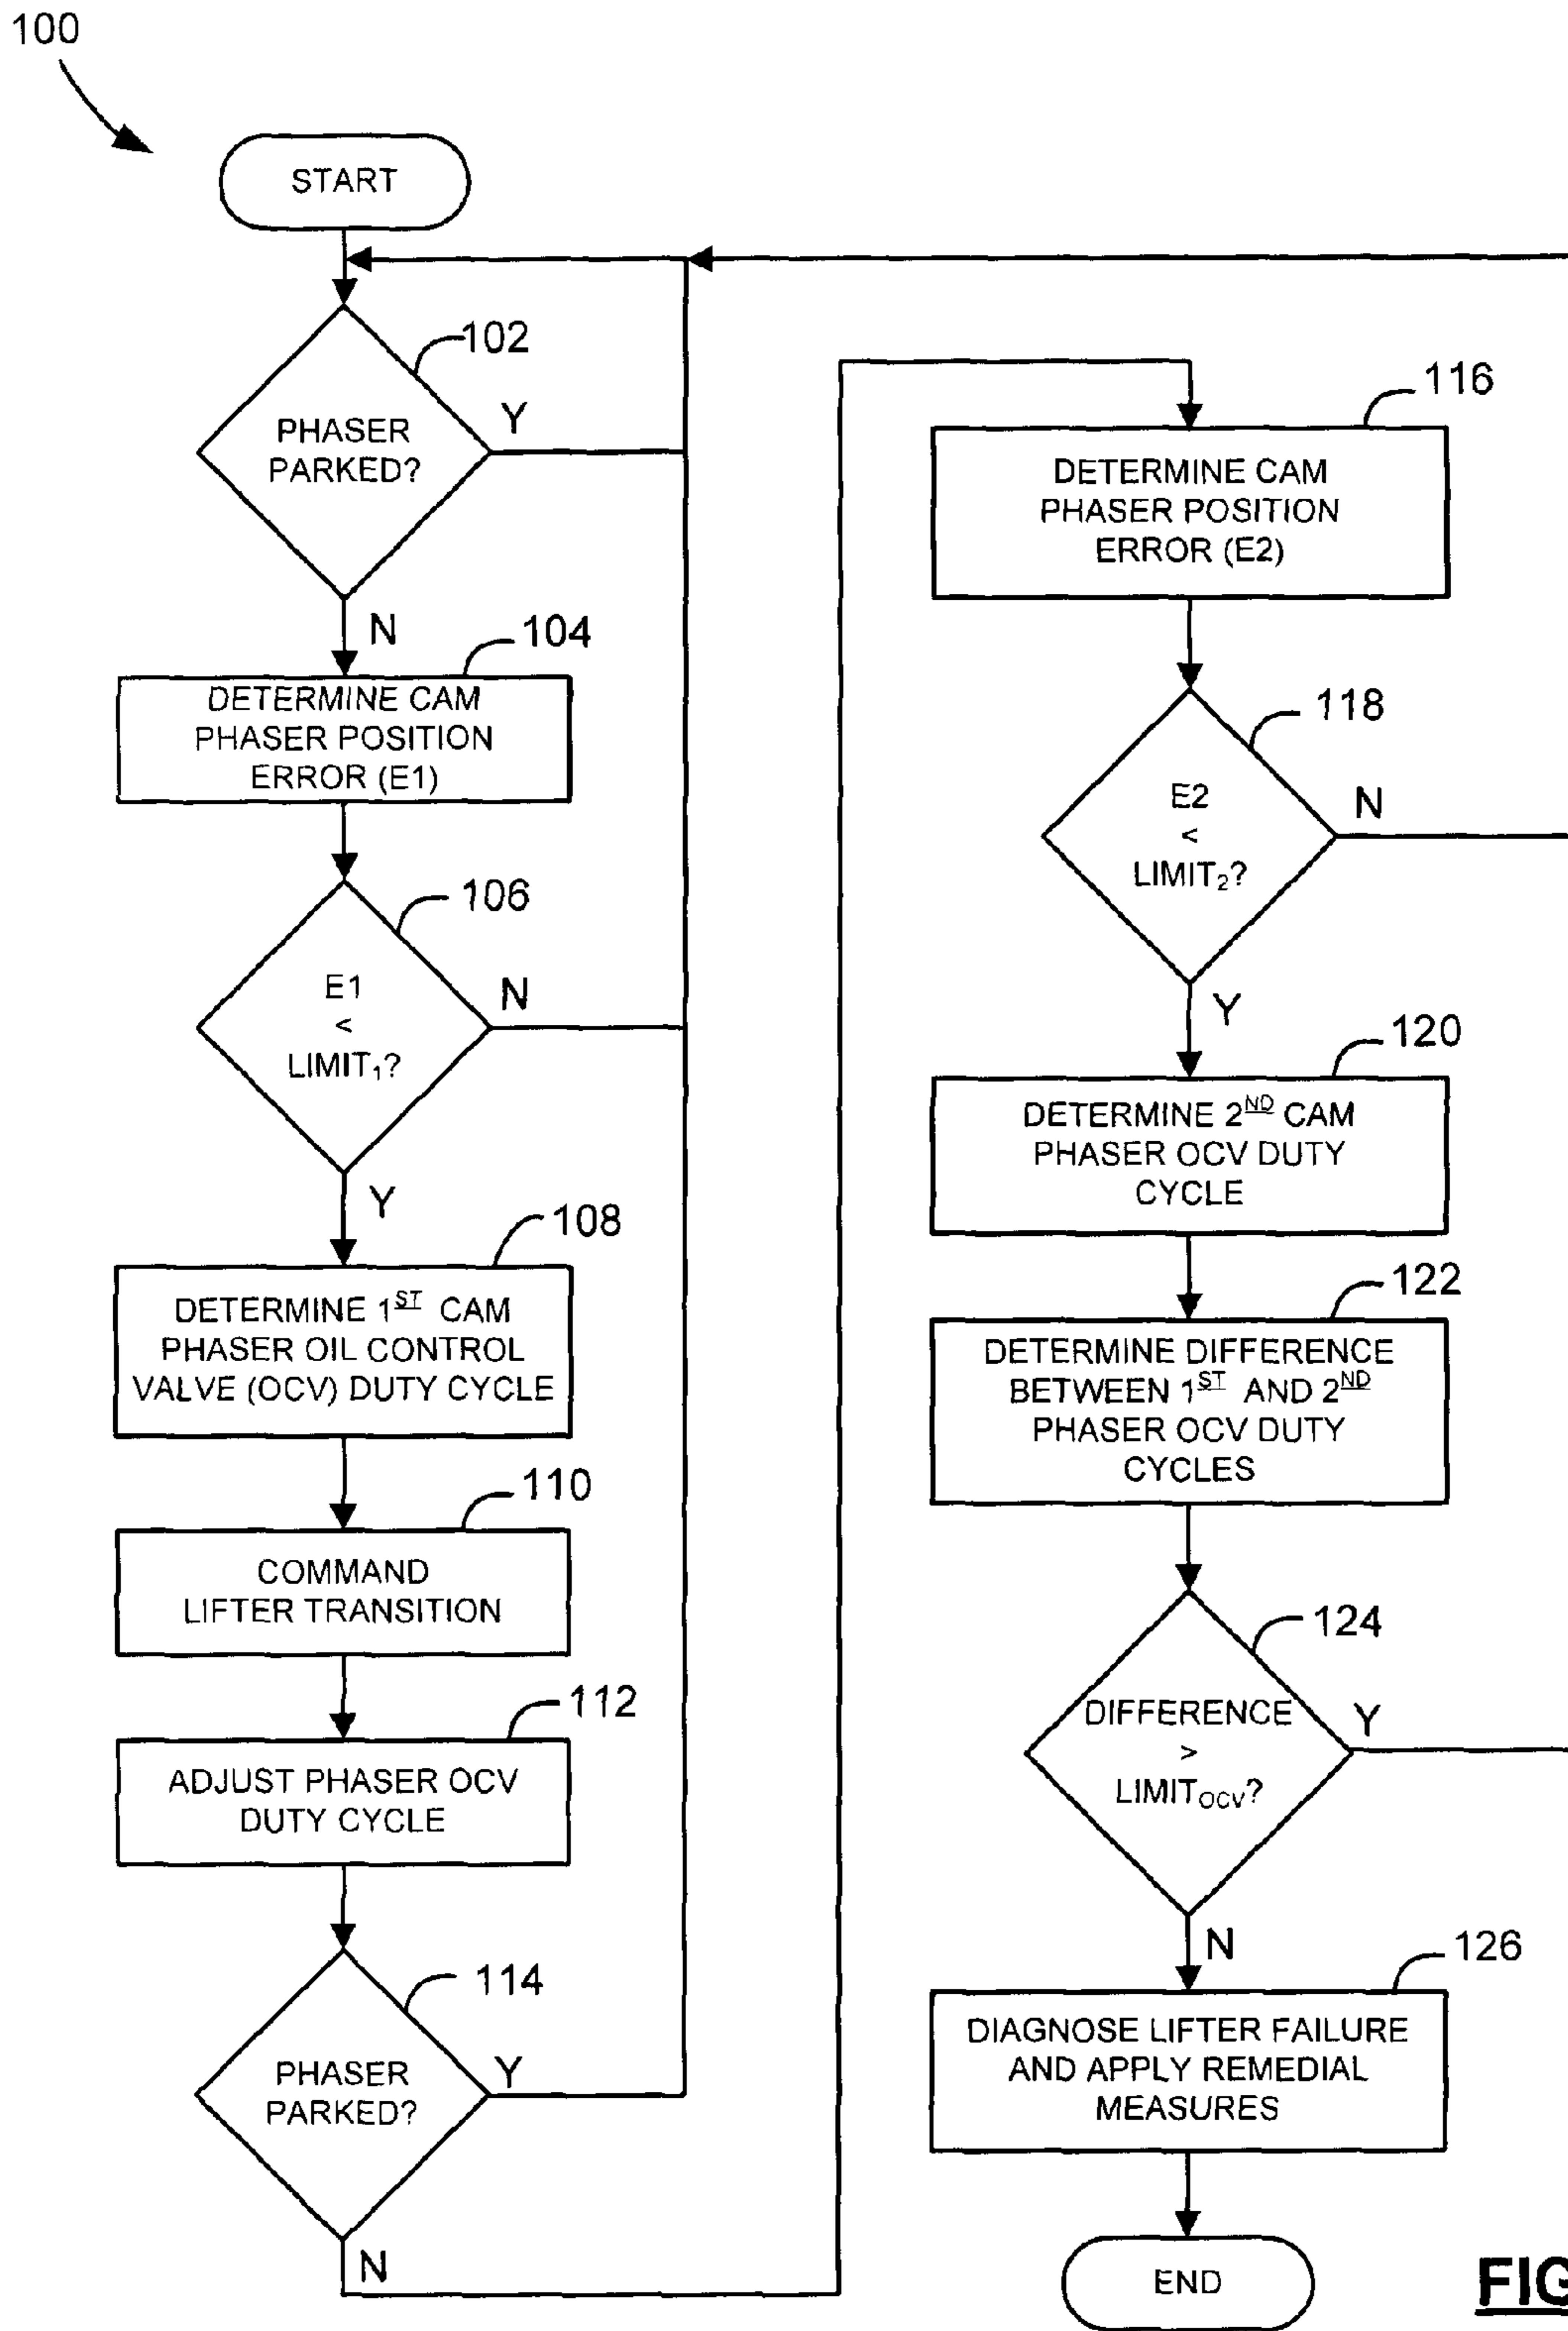 100
START
102
PHASER
PARKED?
Y
N
104
DETERMINE CAM
PHASER POSITION
ERROR (E1)
106
E1
<
LIMIT₁?
N
Y
108
DETERMINE 1ST CAM
PHASER OIL CONTROL
VALVE (OCV) DUTY CYCLE
110
COMMAND
LIFTER TRANSITION
112
ADJUST PHASER OCV
DUTY CYCLE
114
PHASER
PARKED?
Y
N
116
DETERMINE CAM
PHASER POSITION
ERROR (E2)
118
E2
<
LIMIT₂?
N
Y
120
DETERMINE 2ND CAM
PHASER OCV DUTY
CYCLE
122
DETERMINE DIFFERENCE
BETWEEN 1ST AND 2ND
PHASER OCV DUTY
CYCLES
124
DIFFERENCE
>
LIMITOCV?
Y
N
126
DIAGNOSE LIFTER FAILURE
AND APPLY REMEDIAL
MEASURES
END
FIG